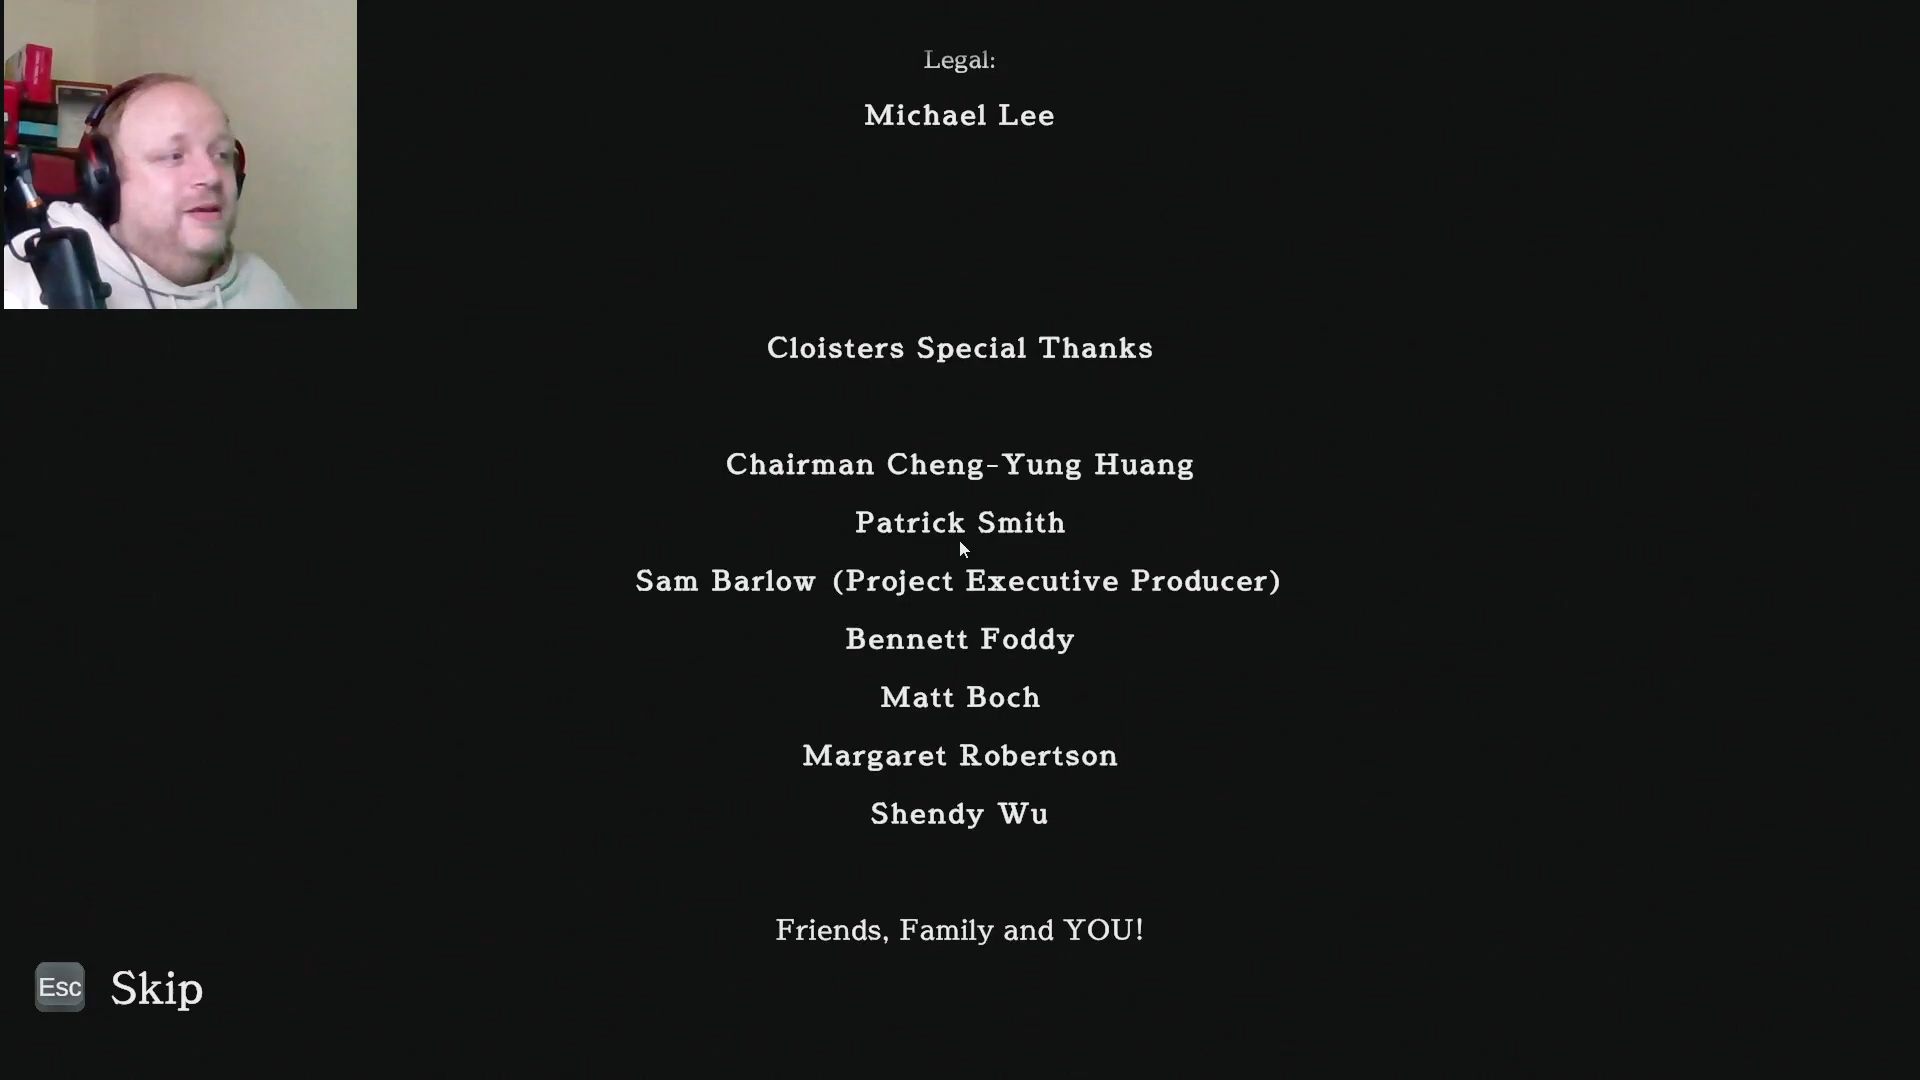 Legal:
Michael Lee
Cloisters Special Thanks
Chairman Cheng-Yung Huang
Patrick Smith
Sam Barlow (Project Executive Producer)
Bennett Foddy
Matt Boch
Margaret Robertson
Shendy Wu
Friends, Family and YOU!
Esc Skip